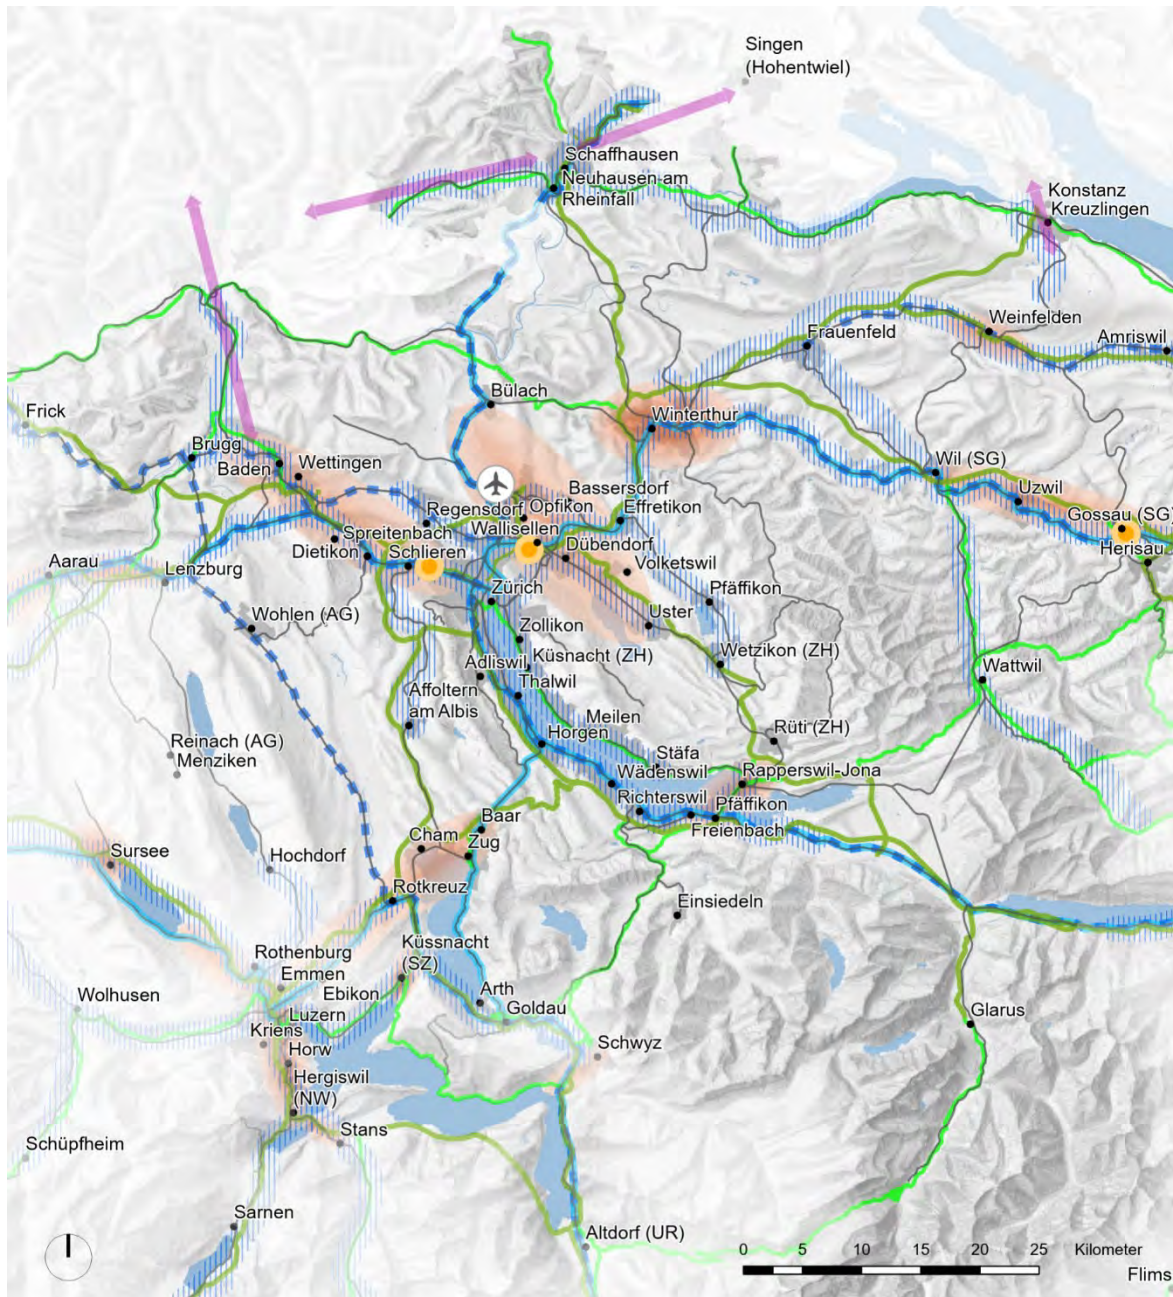 Singen
(Hohentwiel)
Schaffhausen
Neuhausen am
Rheinfall
Konstanz
Kreuzlingen
Weinfelden
Frauenfeld
Amriswil
Bülach
Frick
Winterthur
Brugg
Baden
Wettingen
Wil (SG)
Uzwil
Bassersdorf
Regensdorf
Opfikon
Effretikon
Gossau (SG)
Spreitenbach
Wallisellen
Dietikon
Schlieren
Dübendorf
Herisau
Aarau
Lenzburg
Volketswil
Zürich
Pfäffikon
Wohlen (AG)
Uster
Zollikon
Küsnacht (ZH)
Wetzikon (ZH)
Adliswil
Thalwil
Wattwil
Affoltern
am Albis
Meilen
Horgen
Rüti (ZH)
Reinach (AG)
Menziken
Stäfa
Wädenswil
Rapperswil-Jona
Richterswil
Pfäffikon
Freienbach
Baar
Cham
Zug
Sursee
Hochdorf
Rotkreuz
Einsiedeln
Küssnacht
(SZ)
Rothenburg
Emmen
Ebikon
Wolhusen
Arth
Goldau
Luzern
Glarus
Kriens
Horw
Schwyz
Hergiswil
(NW)
Stans
Schüpfheim
Sarnen
Altdorf (UR)
0 5 10 15 20 25 Kilometer
Flims